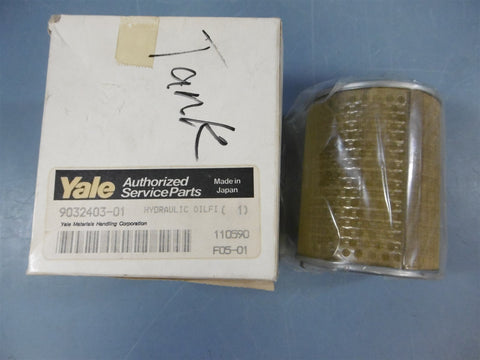 Tank
Yale Authorized Service Parts Made in Japan
9032403-01 HYDRAULIC OILFI ( 1)
Yale Materials Handling Corporation
110590
F05-01